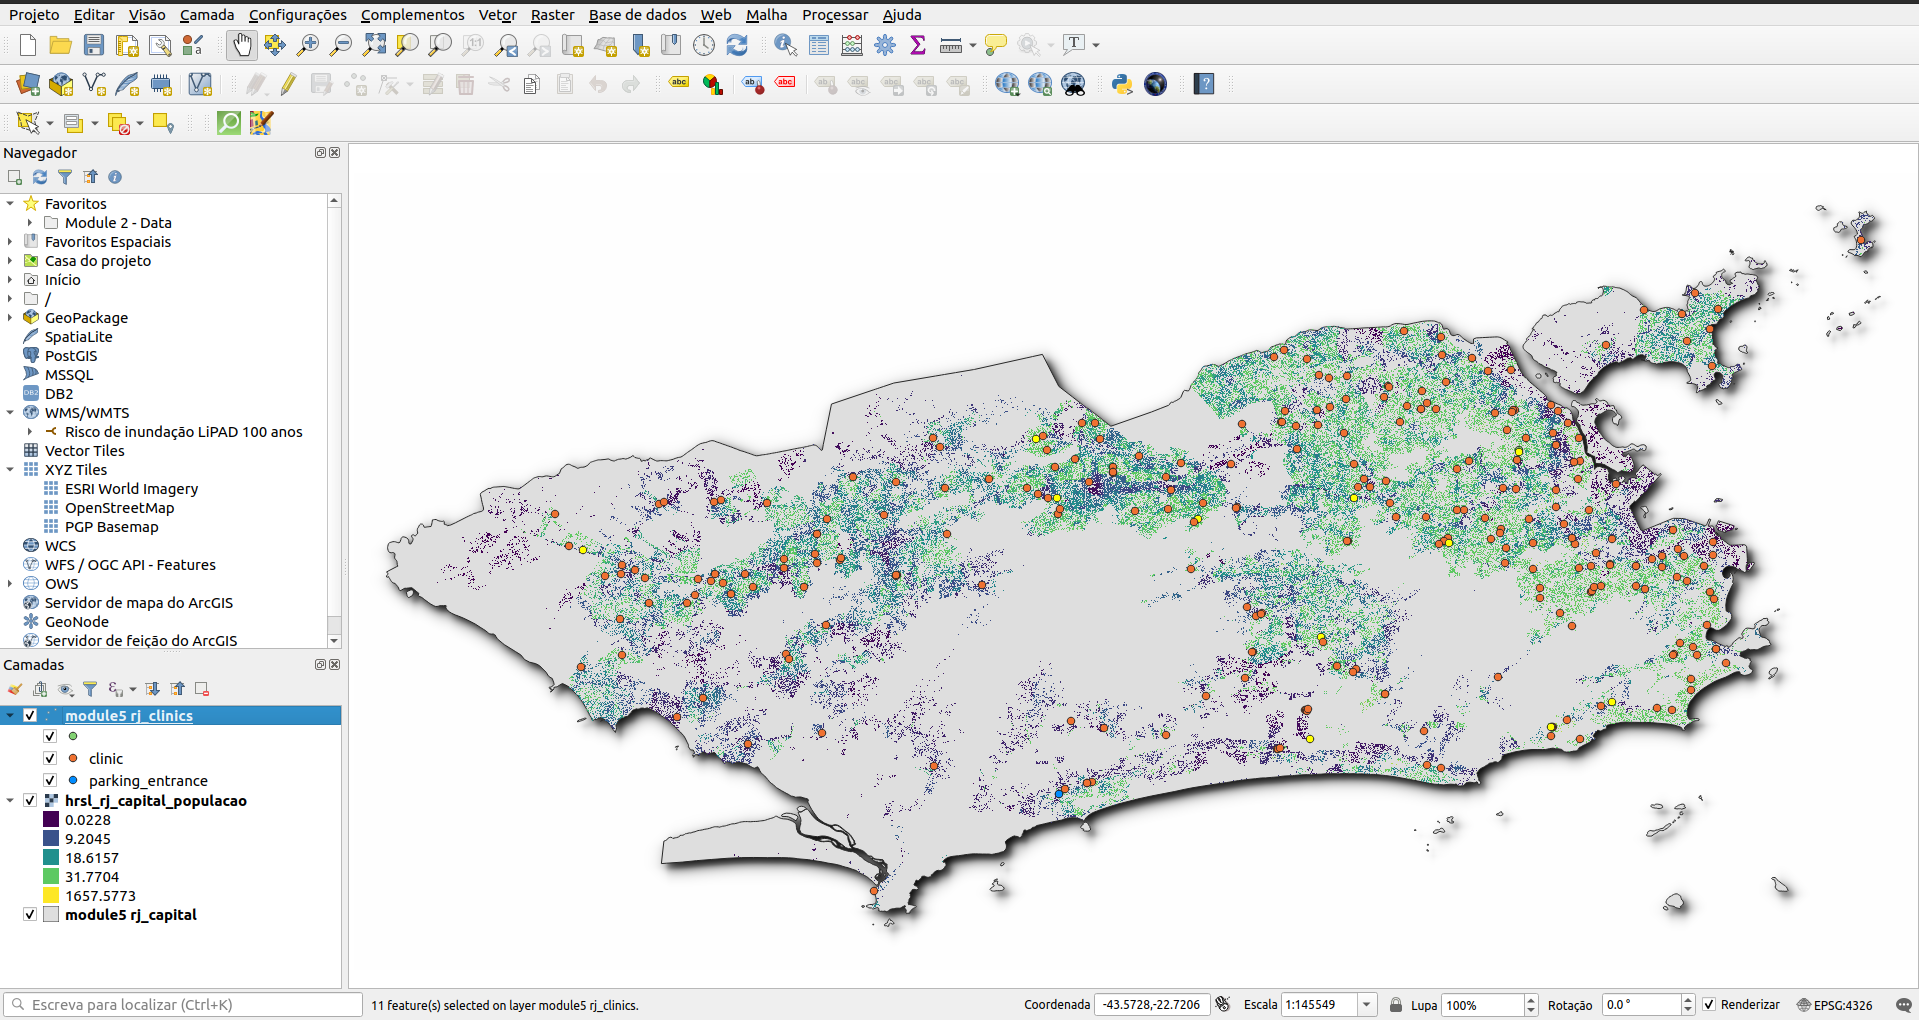 Projeto Editar Visão Camada Configurações Complementos Vetor Raster Base de dados Web Malha Processar Ajuda
Navegador
Favoritos
Module 2 - Data
Favoritos Espaciais
Casa do projeto
Início
/
GeoPackage
SpatiaLite
PostGIS
MSSQL
DB2
WMS/WMTS
Risco de inundação LiPAD 100 anos
Vector Tiles
XYZ Tiles
ESRI World Imagery
OpenStreetMap
PGP Basemap
WCS
WFS / OGC API - Features
OWS
Servidor de mapa do ArcGIS
GeoNode
Servidor de feição do ArcGIS
Camadas
module5 rj_clinics
clinic
parking_entrance
hrsl_rj_capital_populacao
0.0228
9.2045
18.6157
31.7704
1657.5773
module5 rj_capital
Escreva para localizar (Ctrl+K) 11 feature(s) selected on layer module5 rj_clinics. Coordenada -43.5728,-22.7206 Escala 1:145549 Lupa 100% Rotação 0.0 ° Renderizar EPSG:4326